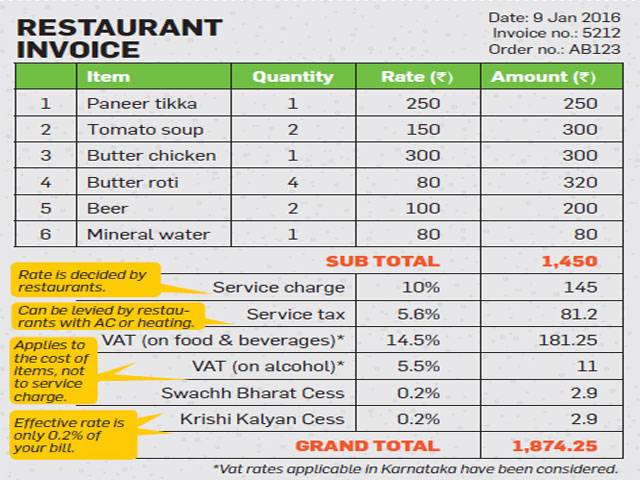 RESTAURANT
INVOICE
Date: 9 Jan 2016
Invoice no.: 5212
Order no.: AB123
Item Quantity Rate (₹) Amount (₹)
1 Paneer tikka 1 250 250
2 Tomato soup 2 150 300
3 Butter chicken 1 300 300
4 Butter roti 4 80 320
5 Beer 2 100 200
6 Mineral water 1 80 80
SUB TOTAL 1,450
Rate is decided by
restaurants.
Service charge 10% 145
Can be levied by restau-
rants with AC or heating.
Service tax 5.6% 81.2
Applies to
the cost of
items, not
to service
charge.
VAT (on food & beverages)* 14.5% 181.25
VAT (on alcohol)* 5.5% 11
Swachh Bharat Cess 0.2% 2.9
Effective rate is
only 0.2% of
your bill.
Krishi Kalyan Cess 0.2% 2.9
GRAND TOTAL 1,874.25
*Vat rates applicable in Karnataka have been considered.